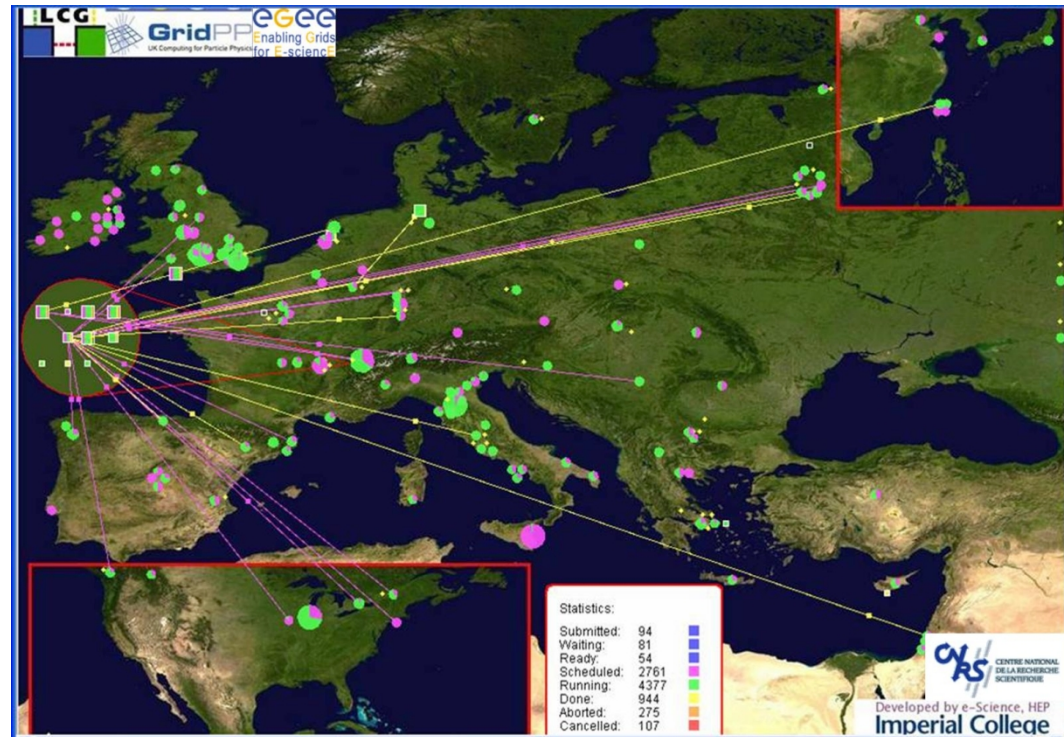 LCG
GridPP
UK Computing for Particle Physics
eGee
Enabling Grids
for E-sciencE
Statistics:
Submitted: 94
Waiting: 81
Ready: 54
Scheduled: 2761
Running: 4377
Done: 944
Aborted: 275
Cancelled: 107
CNRS
CENTRE NATIONAL
DE LA RECHERCHE
SCIENTIFIQUE
Developed by e-Science, HEP
Imperial College